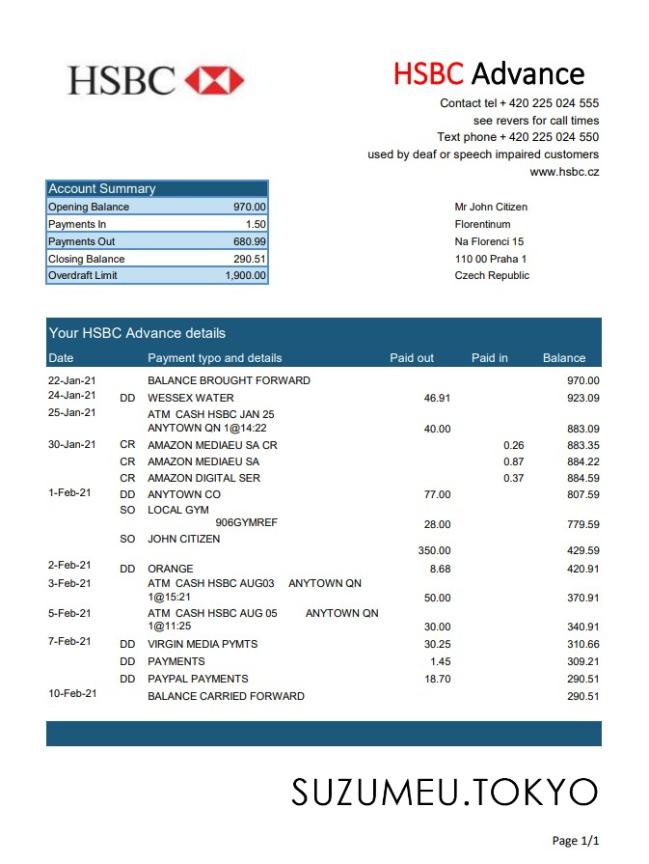 HSBC
HSBC Advance
Contact tel + 420 225 024 555
see revers for call times
Text phone + 420 225 024 550
used by deaf or speech impaired customers
www.hsbc.cz
Account Summary
Opening Balance 970.00
Payments In 1.50
Payments Out 680.99
Closing Balance 290.51
Overdraft Limit 1,900.00
Mr John Citizen
Florentinum
Na Florenci 15
110 00 Praha 1
Czech Republic
Your HSBC Advance details
Date Payment typo and details Paid out Paid in Balance
22-Jan-21 BALANCE BROUGHT FORWARD 970.00
24-Jan-21 DD WESSEX WATER 46.91 923.09
25-Jan-21 ATM CASH HSBC JAN 25
ANYTOWN QN 1@14:22 40.00 883.09
30-Jan-21 CR AMAZON MEDIAEU SA CR 0.26 883.35
CR AMAZON MEDIAEU SA 0.87 884.22
CR AMAZON DIGITAL SER 0.37 884.59
1-Feb-21 DD ANYTOWN CO 77.00 807.59
SO LOCAL GYM
906GYMREF 28.00 779.59
SO JOHN CITIZEN
350.00 429.59
2-Feb-21 DD ORANGE 8.68 420.91
3-Feb-21 ATM CASH HSBC AUG03 ANYTOWN QN
1@15:21 50.00 370.91
5-Feb-21 ATM CASH HSBC AUG 05 ANYTOWN QN
1@11:25 30.00 340.91
7-Feb-21 DD VIRGIN MEDIA PYMTS 30.25 310.66
DD PAYMENTS 1.45 309.21
DD PAYPAL PAYMENTS 18.70 290.51
10-Feb-21 BALANCE CARRIED FORWARD 290.51
SUZUMEU.TOKYO
Page 1/1